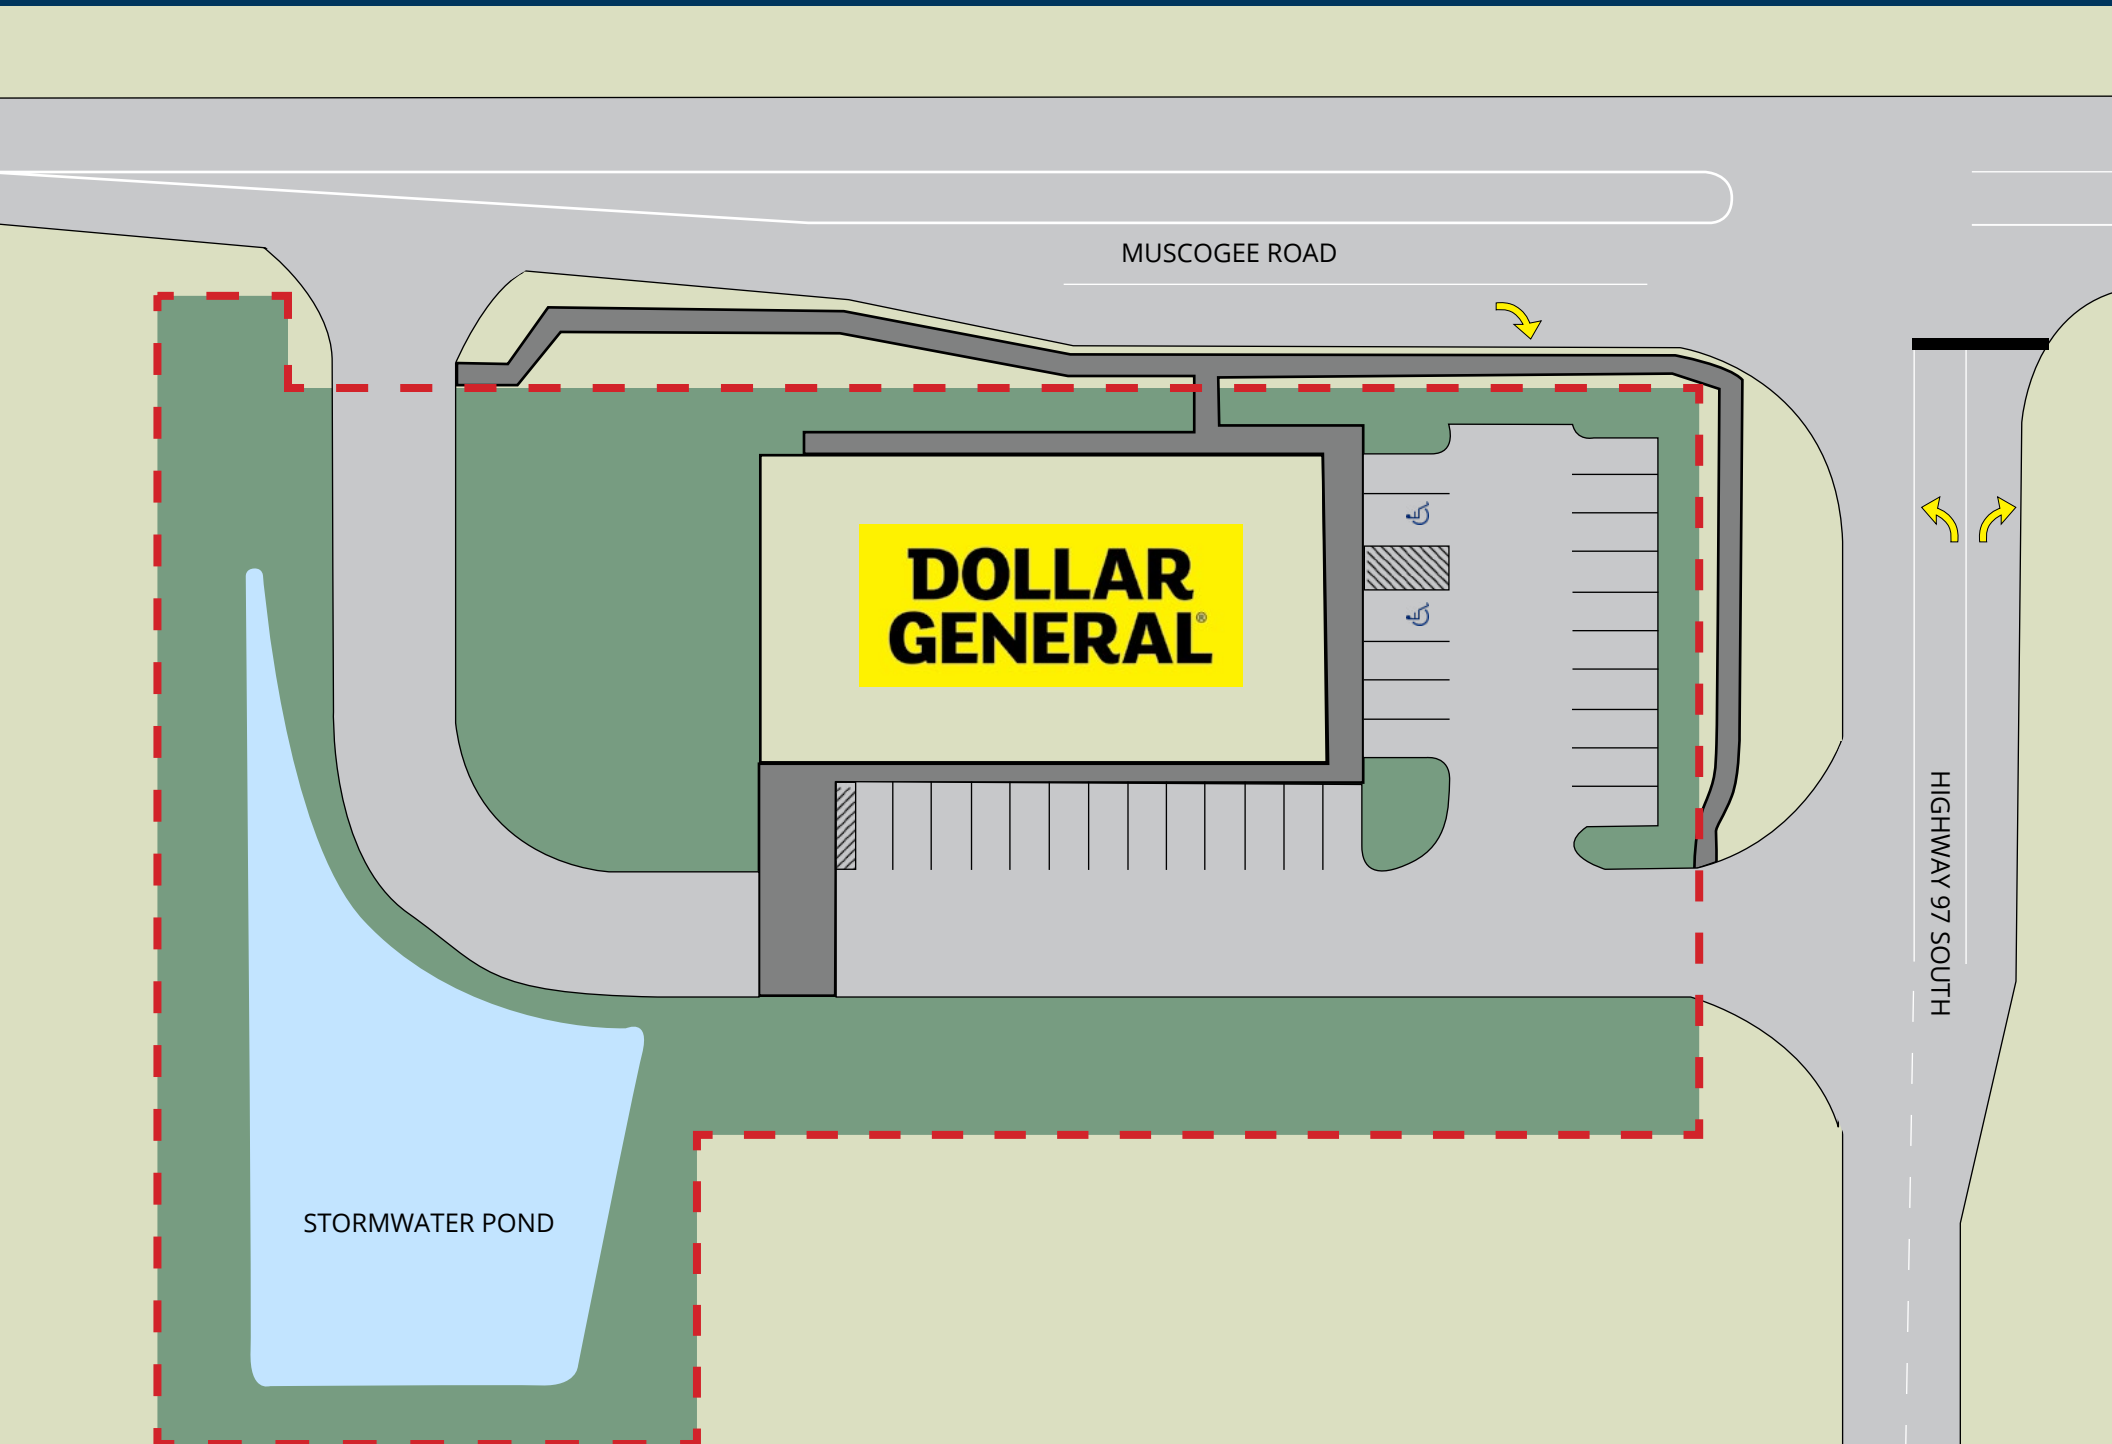 MUSCOGEE ROAD
DOLLAR
GENERAL®
HIGHWAY 97 SOUTH
STORMWATER POND